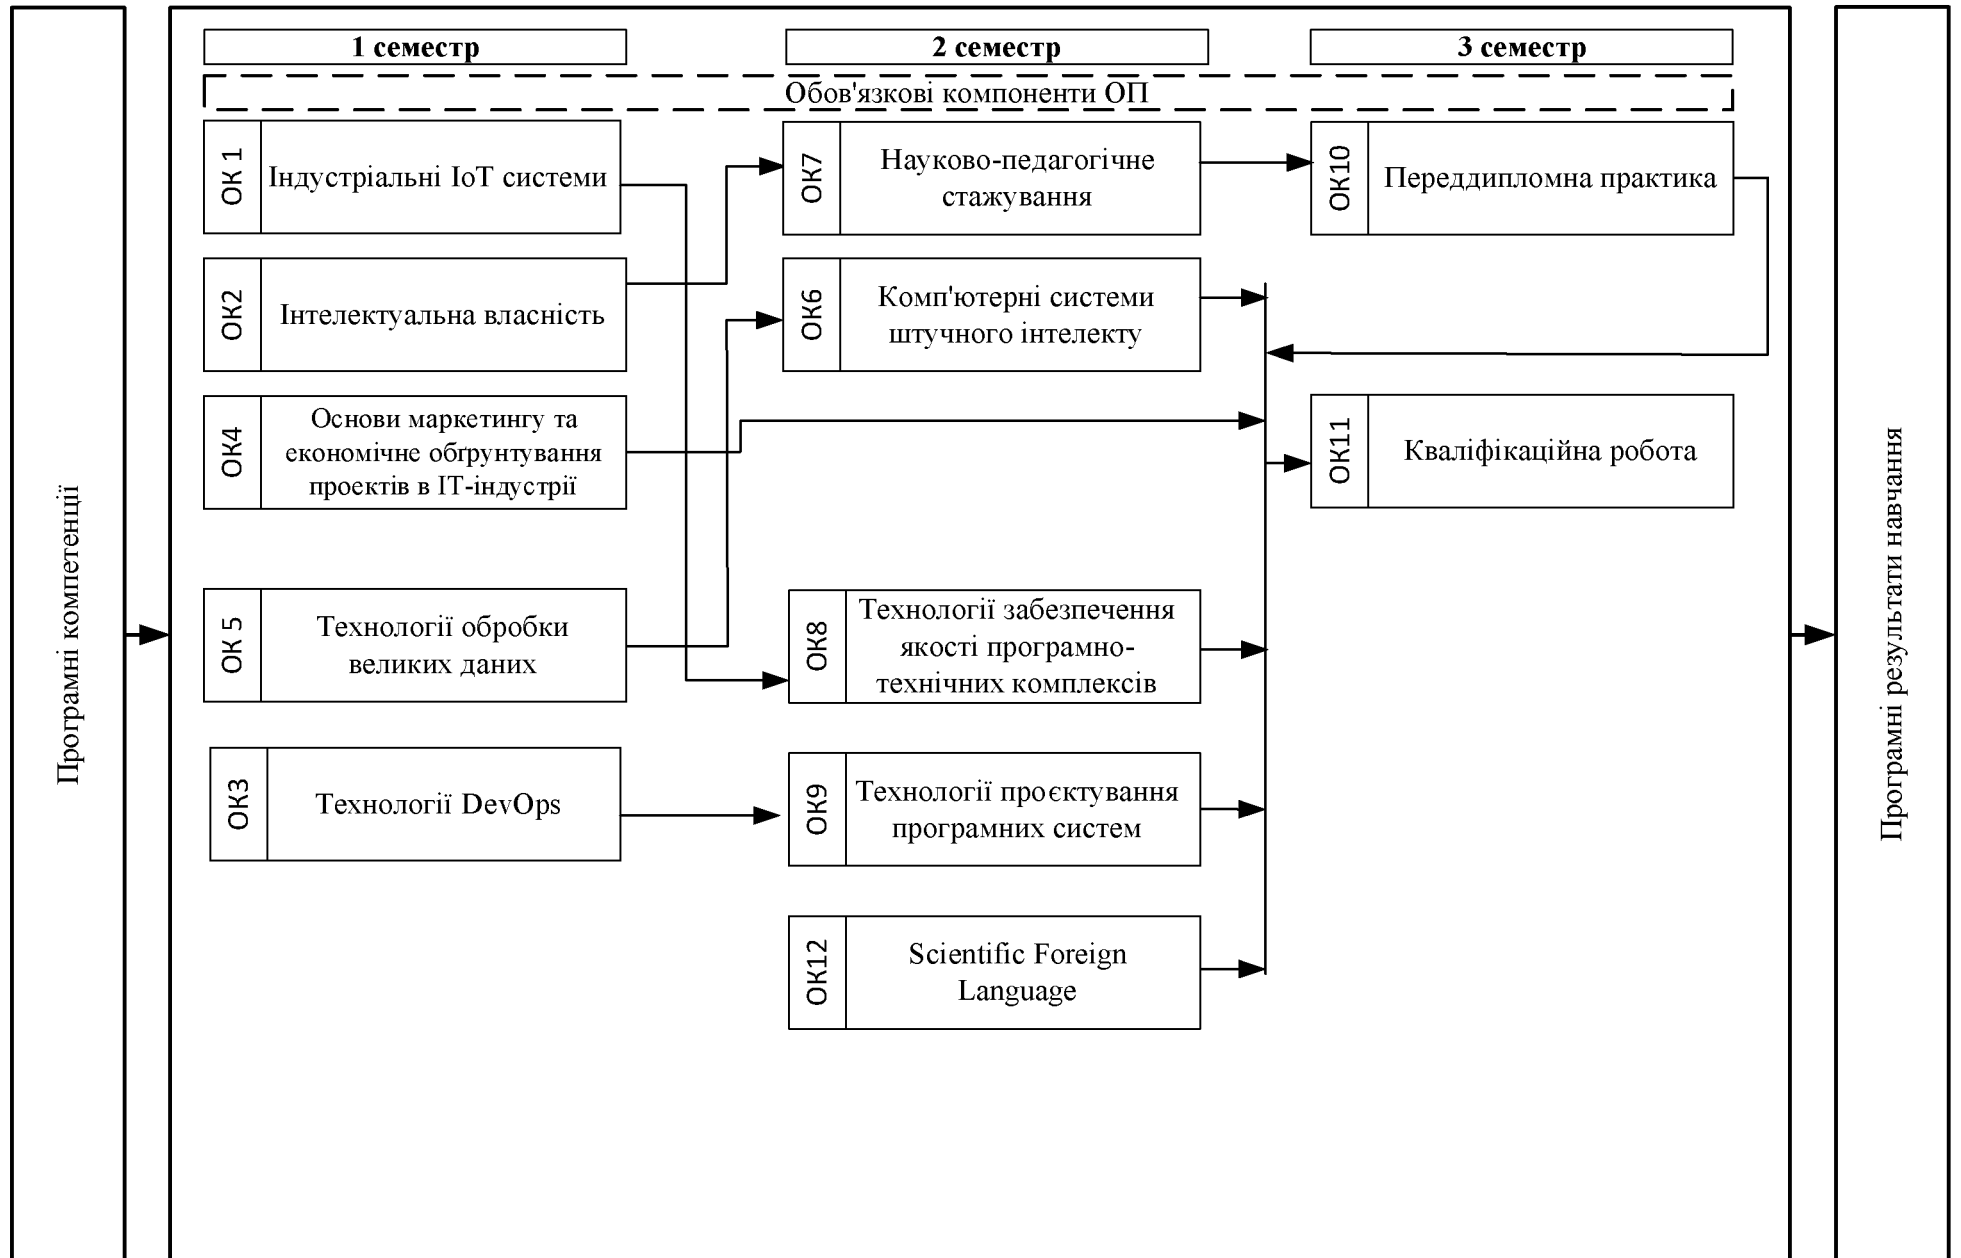 Програмні компетенції
1 семестр
2 семестр
3 семестр
Обов'язкові компоненти ОП
ОК 1
Індустріальні IoT системи
ОК7
Науково-педагогічне
стажування
ОК10
Переддипломна практика
ОК2
Інтелектуальна власність
ОК6
Комп'ютерні системи
штучного інтелекту
ОК4
Основи маркетингу та
економічне обґрунтування
проектів в ІТ-індустрії
ОК11
Кваліфікаційна робота
ОК 5
Технології обробки
великих даних
ОК8
Технології забезпечення
якості програмно-
технічних комплексів
ОК3
Технології DevOps
ОК9
Технології проєктування
програмних систем
ОК12
Scientific Foreign
Language
Програмні результати навчання